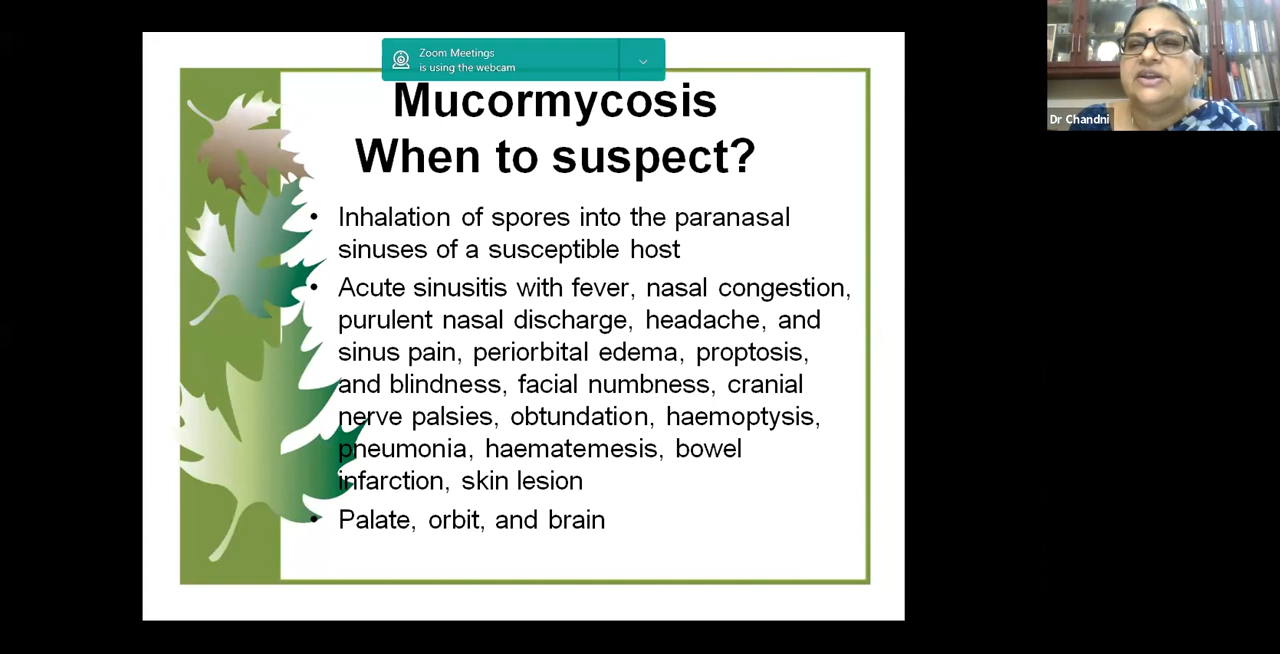 Zoom Meetings
is using the webcam
Mucormycosis
When to suspect?
• Inhalation of spores into the paranasal
sinuses of a susceptible host
• Acute sinusitis with fever, nasal congestion,
purulent nasal discharge, headache, and
sinus pain, periorbital edema, proptosis,
and blindness, facial numbness, cranial
nerve palsies, obtundation, haemoptysis,
pneumonia, haematemesis, bowel
infarction, skin lesion
• Palate, orbit, and brain
Dr Chandni